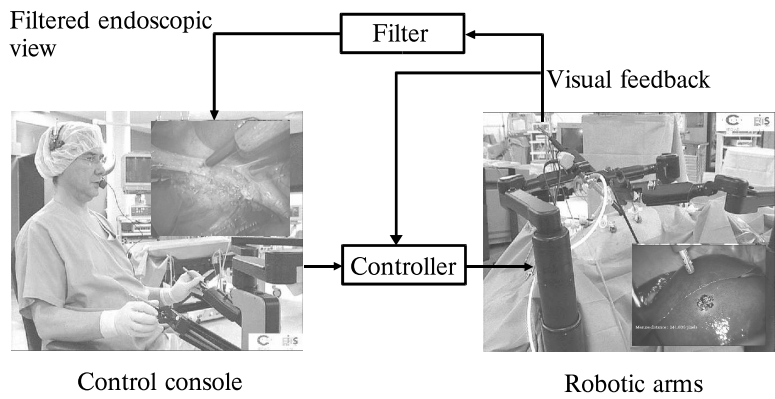 Filtered endoscopic
view
Filter
Visual feedback
Controller
Control console
Robotic arms